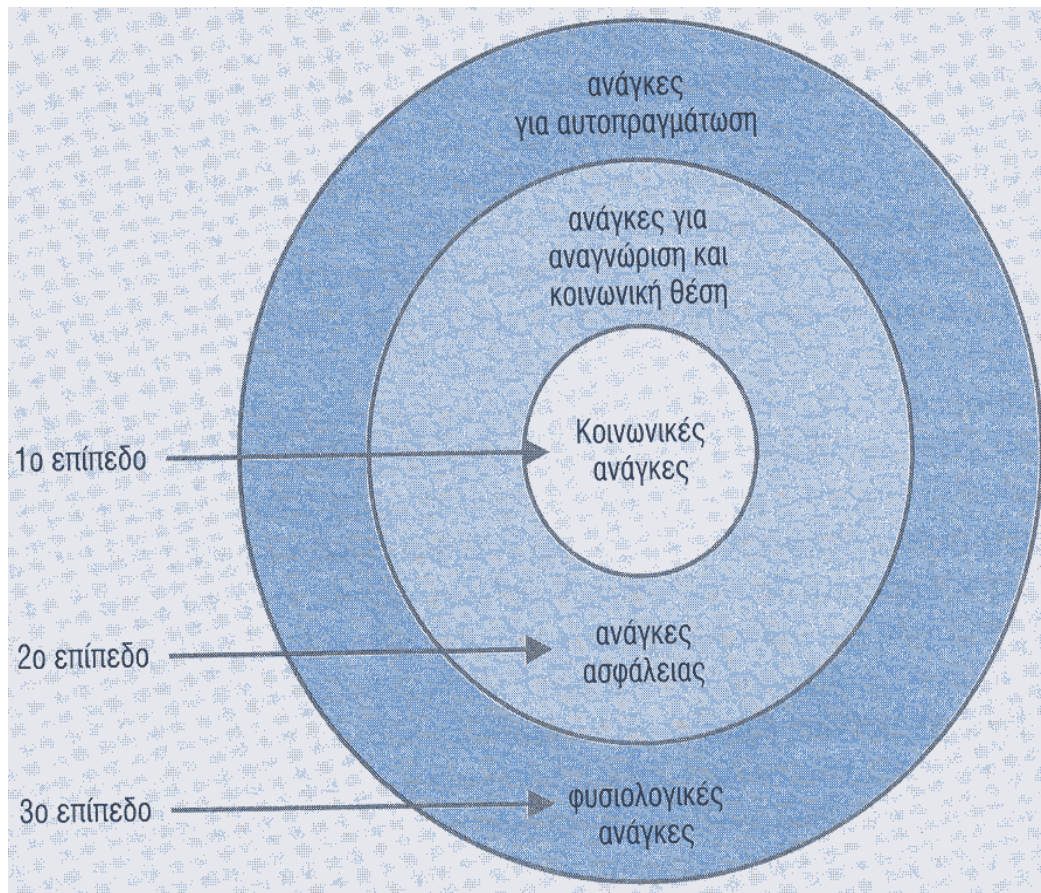 ανάγκες
για αυτοπραγμάτωση
ανάγκες για
αναγνώριση και
κοινωνική θέση
1ο επίπεδο
Κοινωνικές
ανάγκες
2ο επίπεδο
ανάγκες
ασφάλειας
3ο επίπεδο
φυσιολογικές
ανάγκες